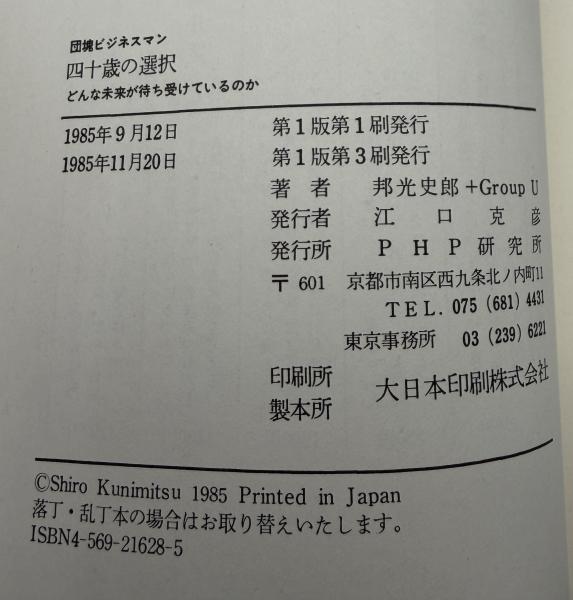 団塊ビジネスマン
四十歳の選択
どんな未来が待ち受けているのか
1985年9月12日 第1版第1刷発行
1985年11月20日 第1版第3刷発行
著者 邦光史郎+Group U
発行者 江口克彦
発行所 PHP研究所
〒601 京都市南区西九条北ノ内町11
TEL. 075 (681) 4431
東京事務所 03 (239) 6221
印刷所
製本所 大日本印刷株式会社
©Shiro Kunimitsu 1985 Printed in Japan
落丁・乱丁本の場合はお取り替えいたします。
ISBN4-569-21628-5